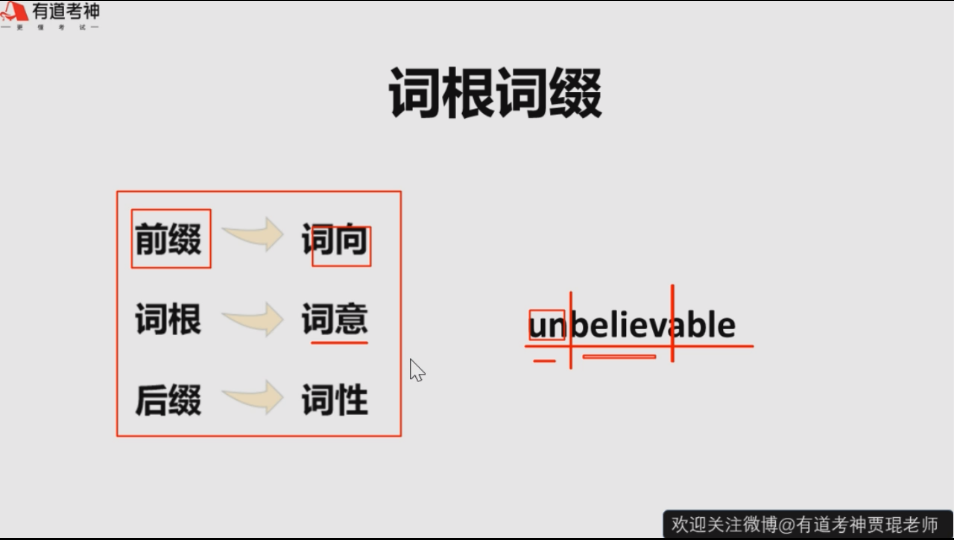 有道考神
更懂考试
词根词缀
前缀 词向
词根 词意
后缀 词性
unbelievable
欢迎关注微博@有道考神贾琨老师